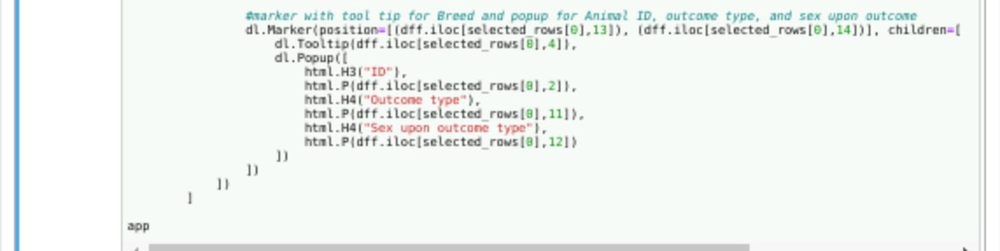 #marker with tool tip for Breed and popup for Animal ID, outcome type, and sex upon outcome
dl.Marker(position=[(dff.iloc[selected_rows[0],13]), (dff.iloc[selected_rows[0],14])], children=[
dl.Tooltip(dff.iloc[selected_rows[0],4]),
dl.Popup([
html.H3("ID"),
html.P(dff.iloc[selected_rows[0],2]),
html.H4("Outcome type"),
html.P(dff.iloc[selected_rows[0],11]),
html.H4("Sex upon outcome type"),
html.P(dff.iloc[selected_rows[0],12])
])
])
])
]
app